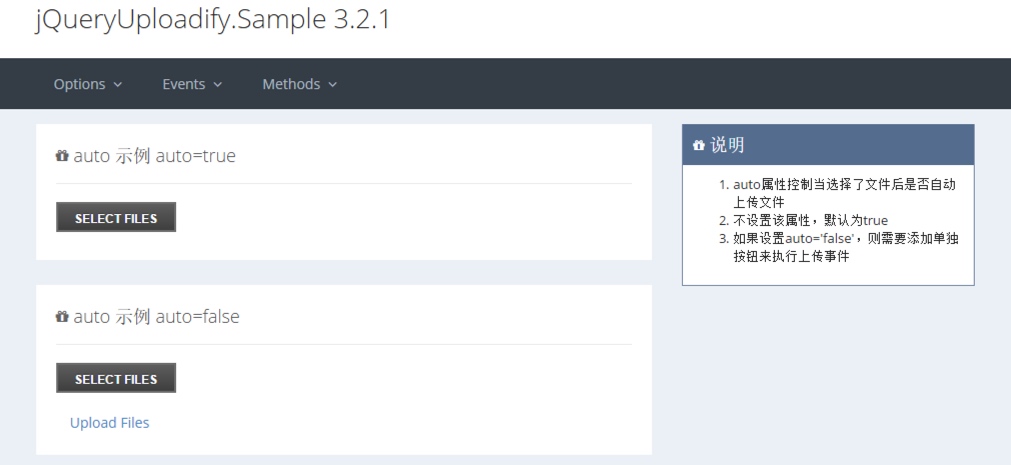 jQueryUploadify.Sample 3.2.1
Options Events Methods
auto 示例 auto=true
SELECT FILES
auto 示例 auto=false
SELECT FILES
Upload Files
说明
1. auto属性控制当选择了文件后是否自动
上传文件
2. 不设置该属性，默认为true
3. 如果设置auto='false'，则需要添加单独
按钮来执行上传事件